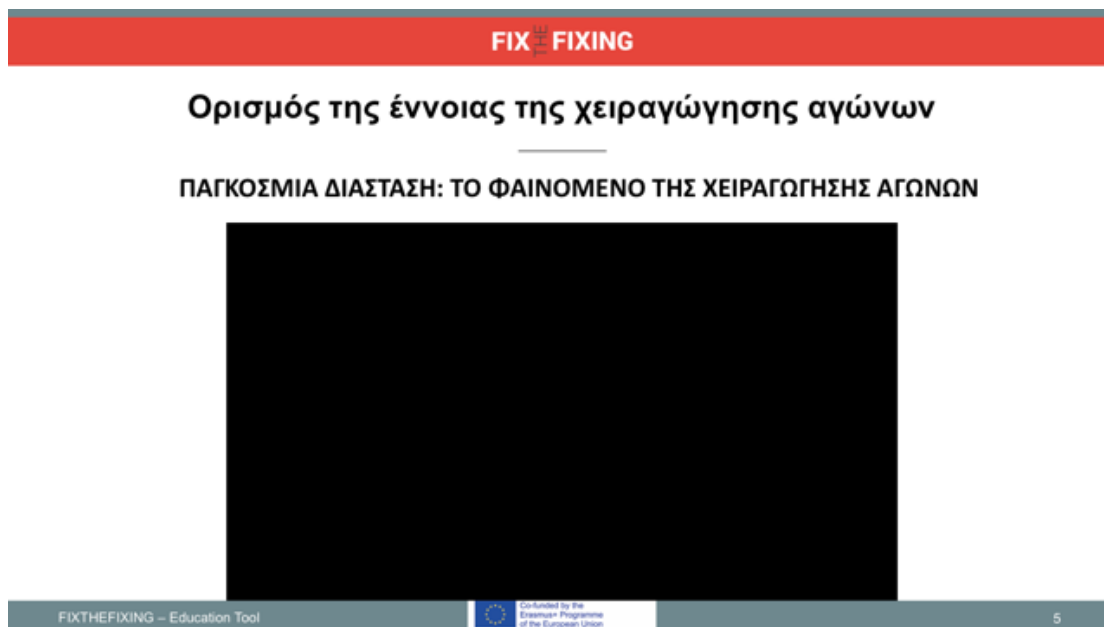 FIX THE FIXING
Ορισμός της έννοιας της χειραγώγησης αγώνων
ΠΑΓΚΟΣΜΙΑ ΔΙΑΣΤΑΣΗ: ΤΟ ΦΑΙΝΟΜΕΝΟ ΤΗΣ ΧΕΙΡΑΓΩΓΗΣΗΣ ΑΓΩΝΩΝ
FIXTHEFIXING – Education Tool
Co-funded by the
Erasmus+ Programme
of the European Union
5